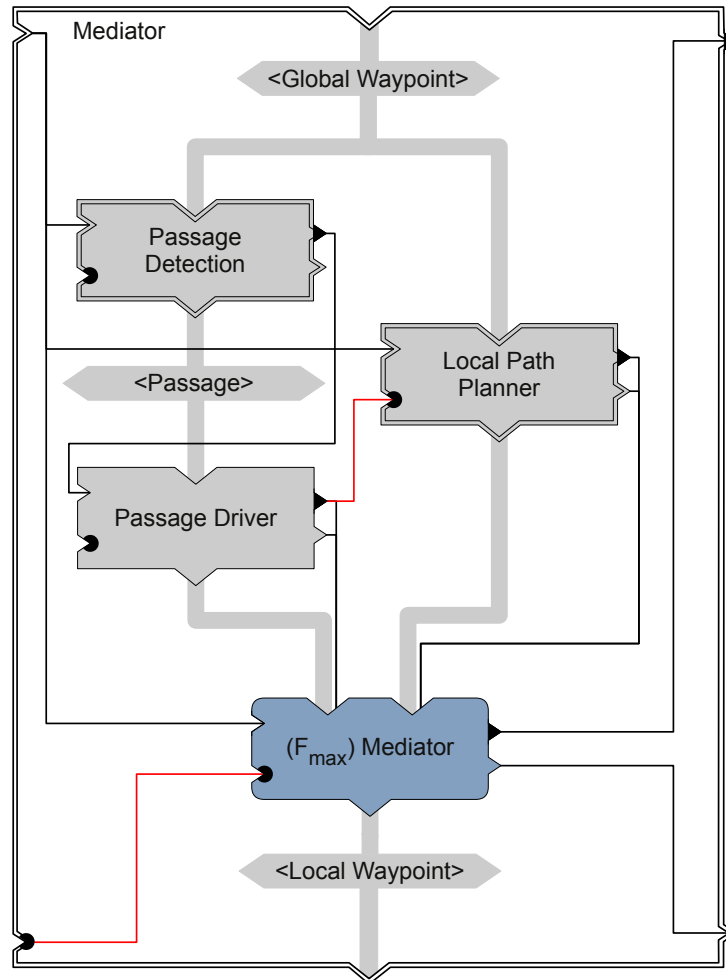 Mediator
<Global Waypoint>
Passage
Detection
Local Path
Planner
<Passage>
Passage Driver
(Fmax) Mediator
<Local Waypoint>